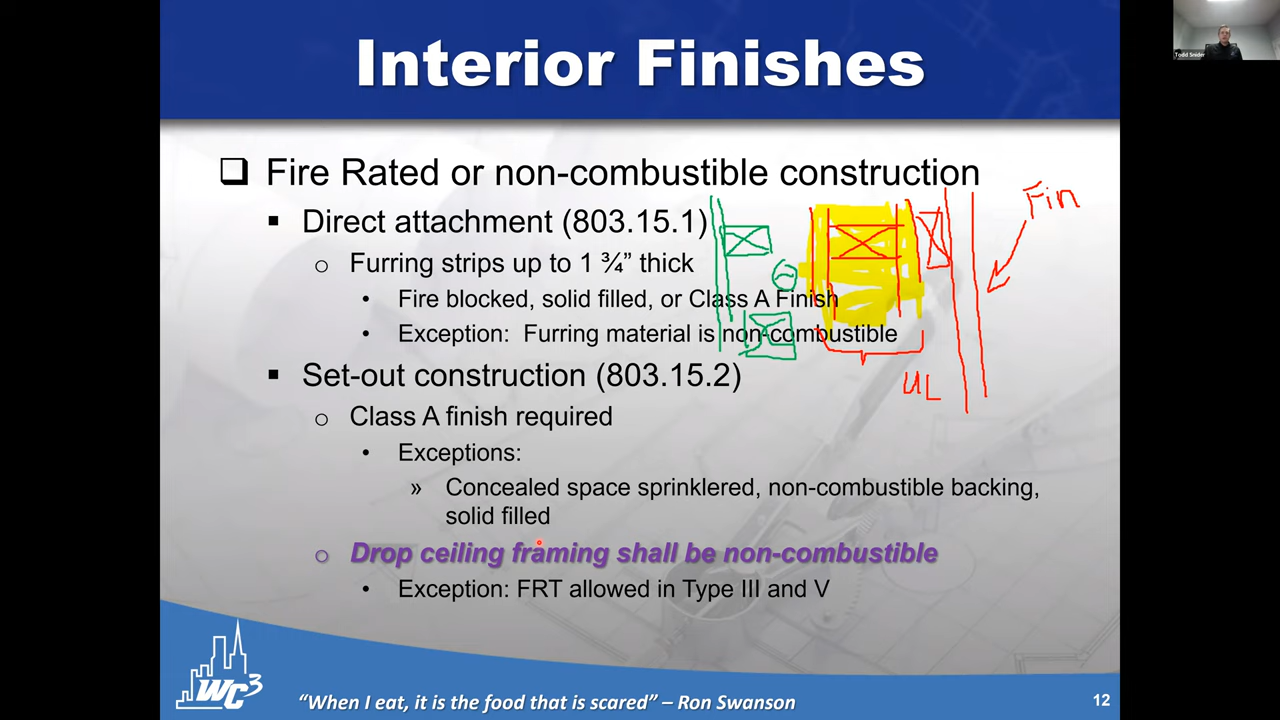 Todd Snider
Interior Finishes
Fire Rated or non-combustible construction
Direct attachment (803.15.1)
Fin
Furring strips up to 1 ¾” thick
Fire blocked, solid filled, or Class A Finish
Exception: Furring material is non-combustible
UL
Set-out construction (803.15.2)
Class A finish required
Exceptions:
» Concealed space sprinklered, non-combustible backing,
solid filled
Drop ceiling framing shall be non-combustible
Exception: FRT allowed in Type III and V
WC3
“When I eat, it is the food that is scared” – Ron Swanson
12